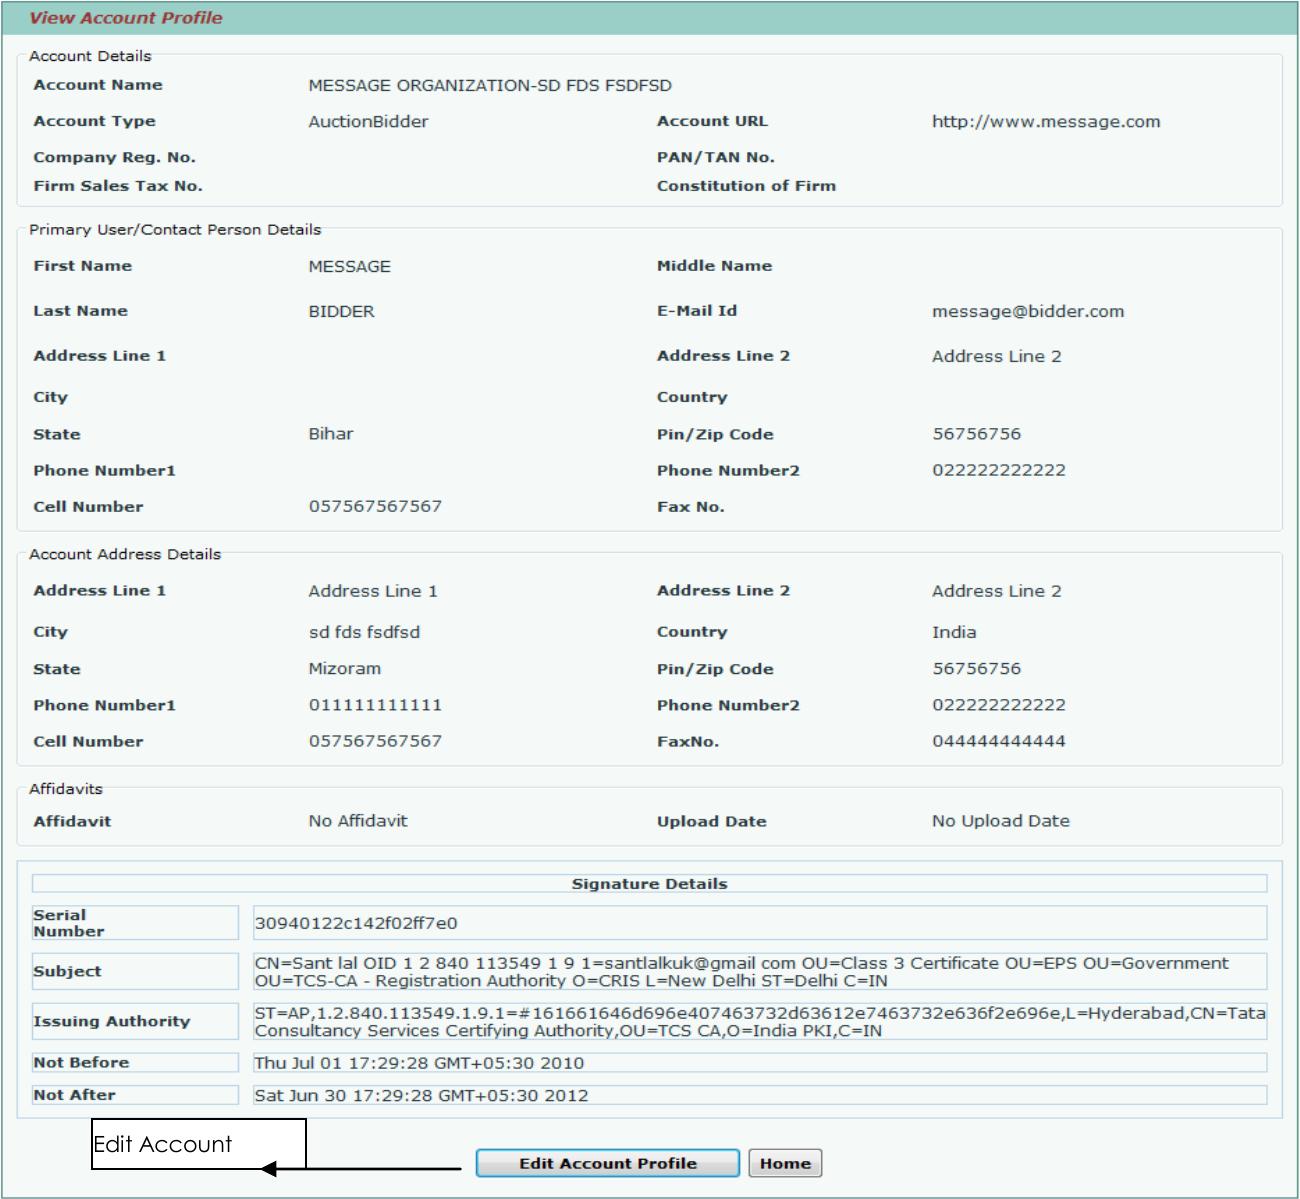 View Account Profile
Account Details
Account Name MESSAGE ORGANIZATION-SD FDS FSDFSD
Account Type AuctionBidder Account URL http://www.message.com
Company Reg. No. PAN/TAN No.
Firm Sales Tax No. Constitution of Firm
Primary User/Contact Person Details
First Name MESSAGE Middle Name
Last Name BIDDER E-Mail Id message@bidder.com
Address Line 1 Address Line 2 Address Line 2
City Country
State Bihar Pin/Zip Code 56756756
Phone Number1 Phone Number2 022222222222
Cell Number 057567567567 Fax No.
Account Address Details
Address Line 1 Address Line 1 Address Line 2 Address Line 2
City sd fds fsdfsd Country India
State Mizoram Pin/Zip Code 56756756
Phone Number1 011111111111 Phone Number2 022222222222
Cell Number 057567567567 FaxNo. 044444444444
Affidavits
Affidavit No Affidavit Upload Date No Upload Date
Signature Details
Serial
Number
30940122c142f02ff7e0
Subject
CN=Sant lal OID 1 2 840 113549 1 9 1=santlalkuk@gmail com OU=Class 3 Certificate OU=EPS OU=Government
OU=TCS-CA - Registration Authority O=CRIS L=New Delhi ST=Delhi C=IN
Issuing Authority
ST=AP,1.2.840.113549.1.9.1=#161661646d696e407463732d63612e7463732e636f2e696e,L=Hyderabad,CN=Tata
Consultancy Services Certifying Authority,OU=TCS CA,O=India PKI,C=IN
Not Before Thu Jul 01 17:29:28 GMT+05:30 2010
Not After Sat Jun 30 17:29:28 GMT+05:30 2012
Edit Account
Edit Account Profile Home